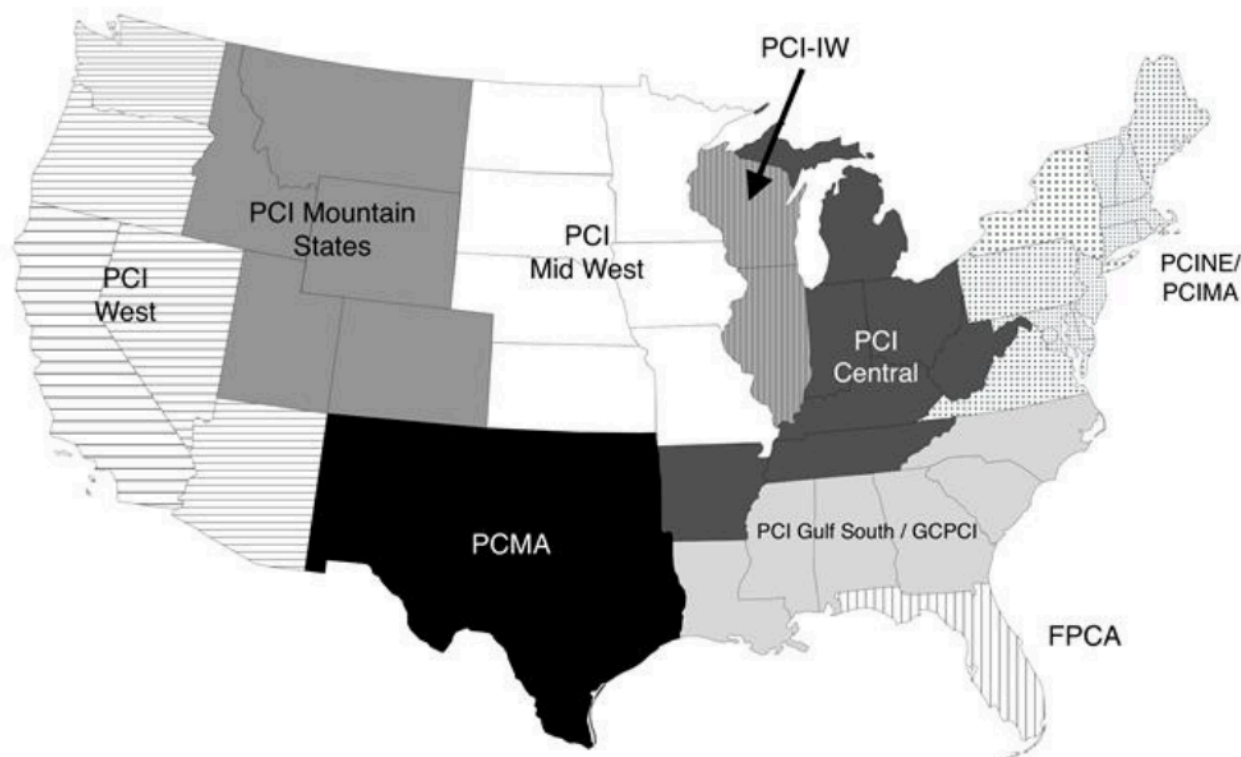 PCI-IW
PCI Mountain
States
PCI
Mid West
PCI
West
PCINE/
PCIMA
PCI
Central
PCMA
PCI Gulf South / GCPCI
FPCA